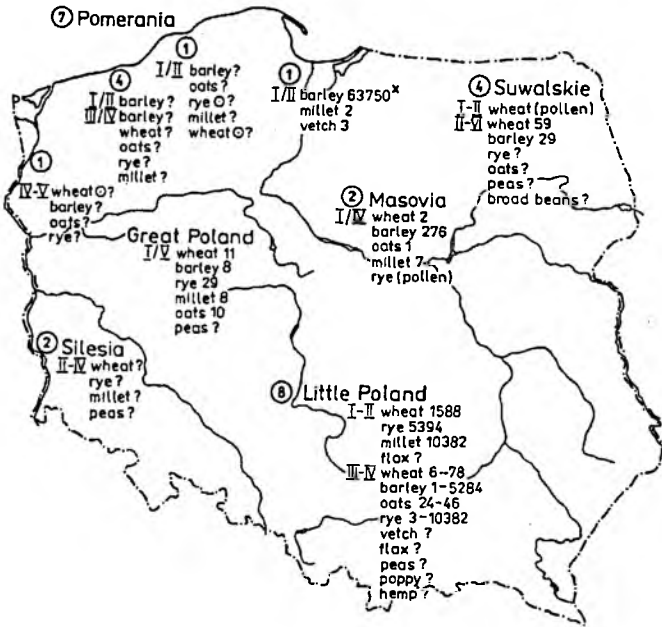 ⑦ Pomerania
①
I/II barley?
oats?
rye ⊙?
millet?
wheat ⊙?
④
I/II barley?
III/IV barley?
wheat?
oats?
rye?
millet?
①
I/II barley 63750ˣ
millet 2
vetch 3
④ Suwalskie
I-II wheat (pollen)
II-VI wheat 59
barley 29
rye?
oats?
peas?
broad beans?
①
IV-V wheat ⊙?
barley?
oats?
rye?
② Masovia
I/IV wheat 2
barley 276
oats 1
millet 7
rye (pollen)
Great Poland
I/V wheat 11
barley 8
rye 29
millet 8
oats 10
peas ?
② Silesia
II-IV wheat?
rye?
millet?
peas?
⑧ Little Poland
I-II wheat 1588
rye 5394
millet 10382
flax ?
III-IV wheat 6-78
barley 1-5284
oats 24-46
rye 3-10382
vetch ?
flax ?
peas ?
poppy ?
hemp ?